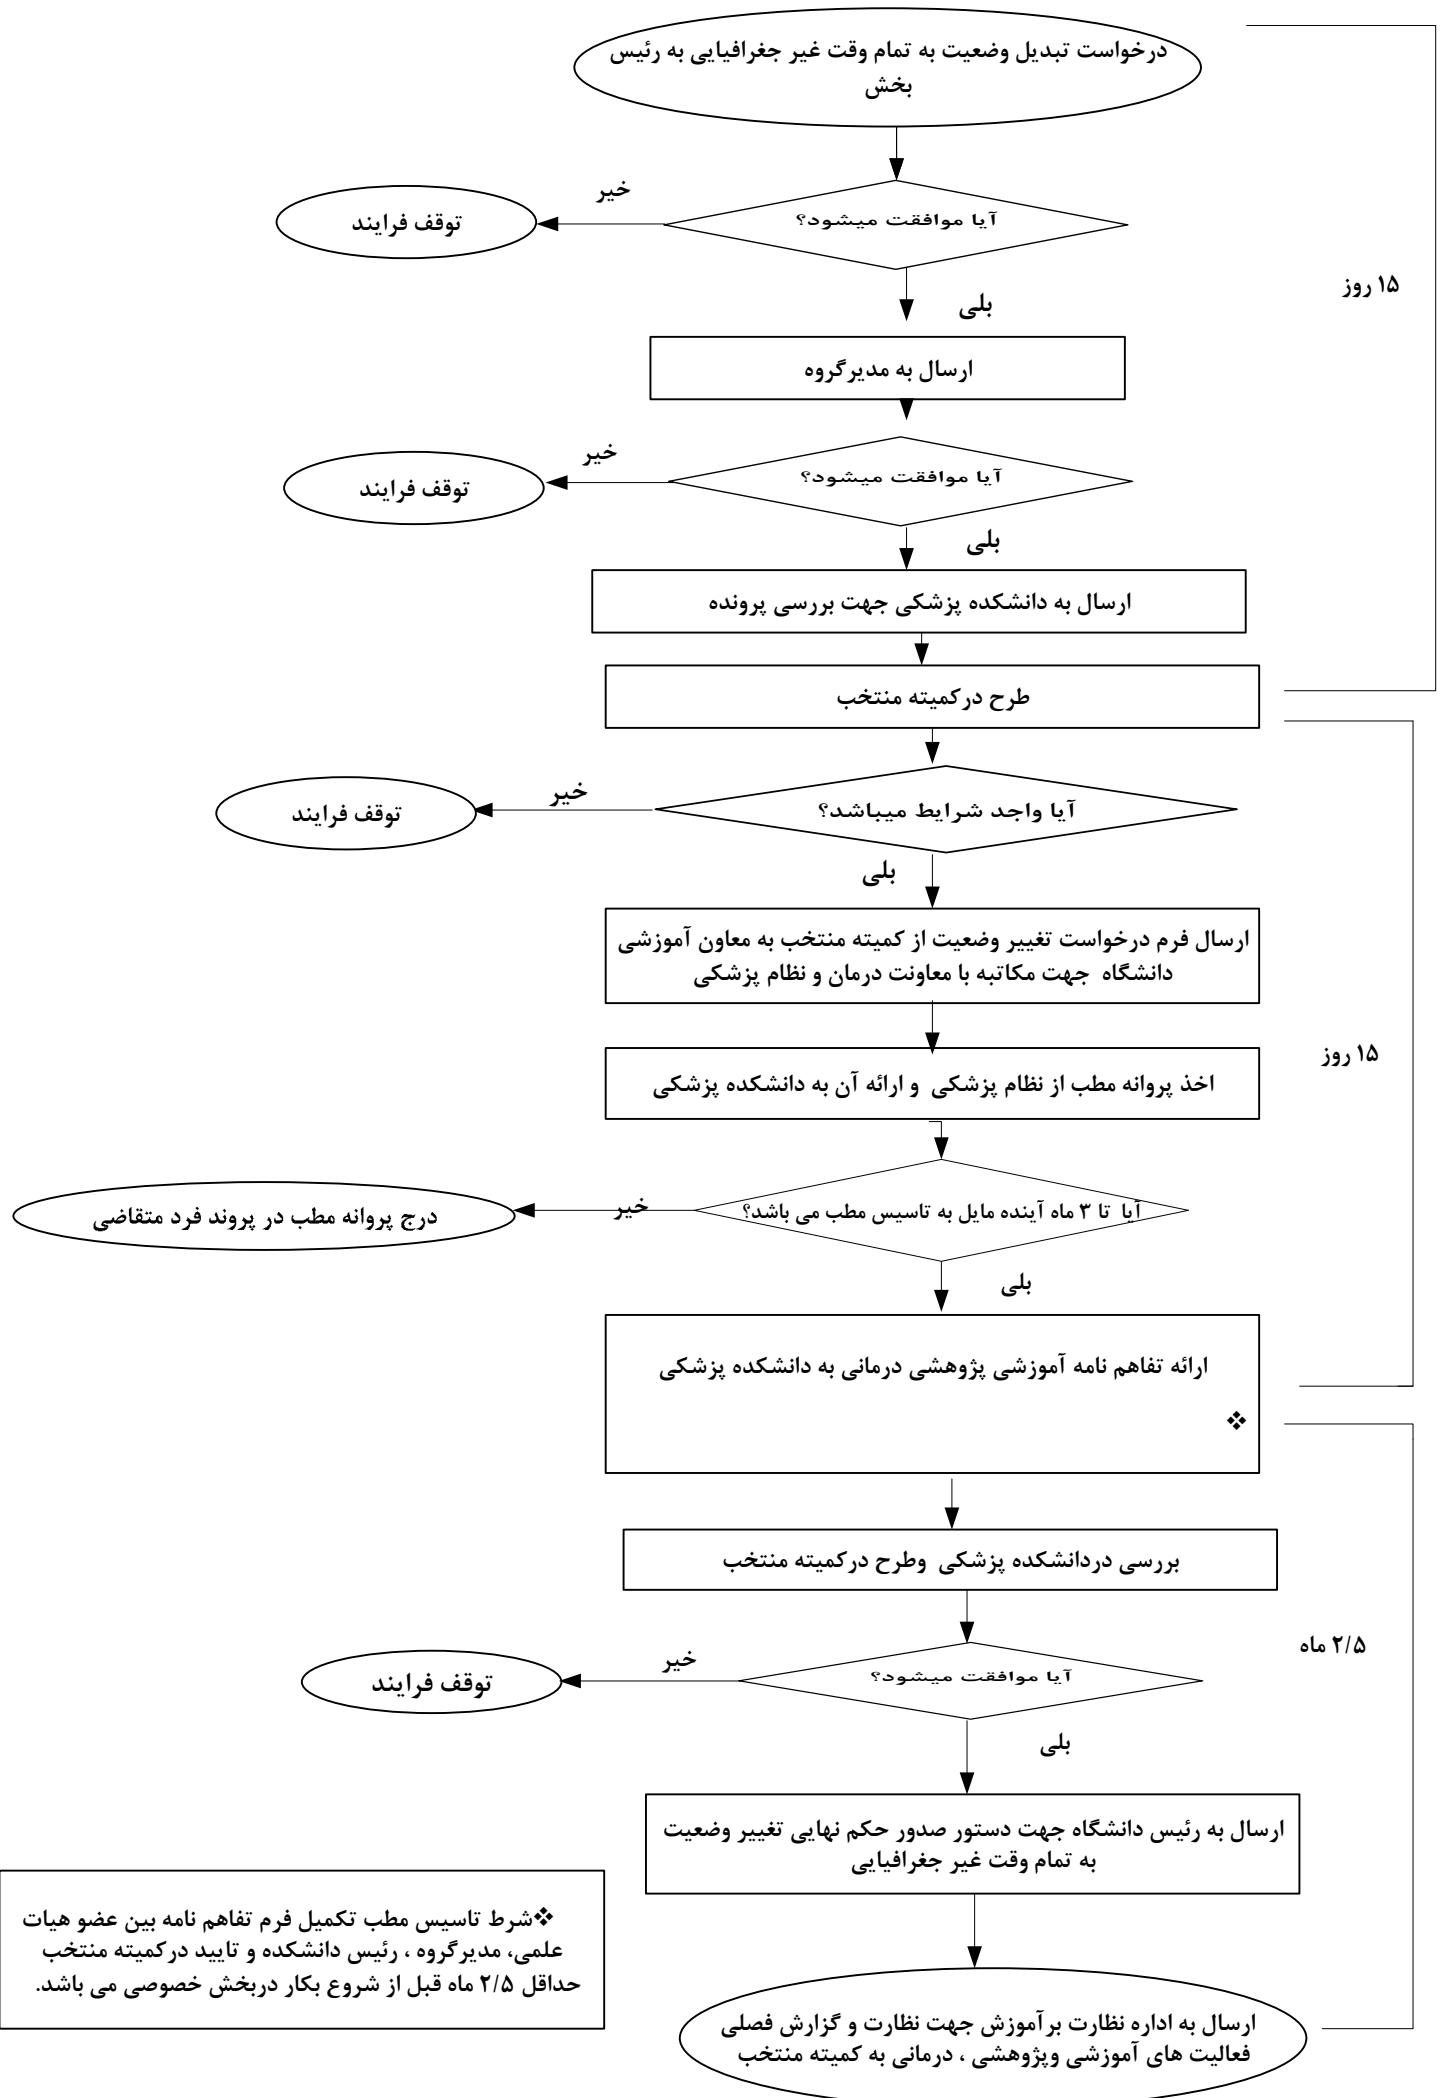 درخواست تبدیل وضعیت به تمام وقت غیر جغرافیایی به رئیس
بخش
آیا موافقت میشود؟
خیر
توقف فرایند
بلی
۱۵ روز
ارسال به مدیرگروه
آیا موافقت میشود؟
خیر
توقف فرایند
بلی
ارسال به دانشکده پزشکی جهت بررسی پرونده
طرح درکمیته منتخب
آیا واجد شرایط میباشد؟
خیر
توقف فرایند
بلی
ارسال فرم درخواست تغییر وضعیت از کمیته منتخب به معاون آموزشی
دانشگاه جهت مکاتبه با معاونت درمان و نظام پزشکی
۱۵ روز
اخذ پروانه مطب از نظام پزشکی و ارائه آن به دانشکده پزشکی
آیا تا ۳ ماه آینده مایل به تاسیس مطب می باشد؟
خیر
درج پروانه مطب در پروند فرد متقاضی
بلی
ارائه تفاهم نامه آموزشی پژوهشی درمانی به دانشکده پزشکی
❖
بررسی دردانشکده پزشکی وطرح درکمیته منتخب
۲/۵ ماه
آیا موافقت میشود؟
خیر
توقف فرایند
بلی
ارسال به رئیس دانشگاه جهت دستور صدور حکم نهایی تغییر وضعیت
به تمام وقت غیر جغرافیایی
❖شرط تاسیس مطب تکمیل فرم تفاهم نامه بین عضو هیات
علمی، مدیرگروه ، رئیس دانشکده و تایید درکمیته منتخب
حداقل ۲/۵ ماه قبل از شروع بکار دربخش خصوصی می باشد.
ارسال به اداره نظارت برآموزش جهت نظارت و گزارش فصلی
فعالیت های آموزشی وپژوهشی ، درمانی به کمیته منتخب